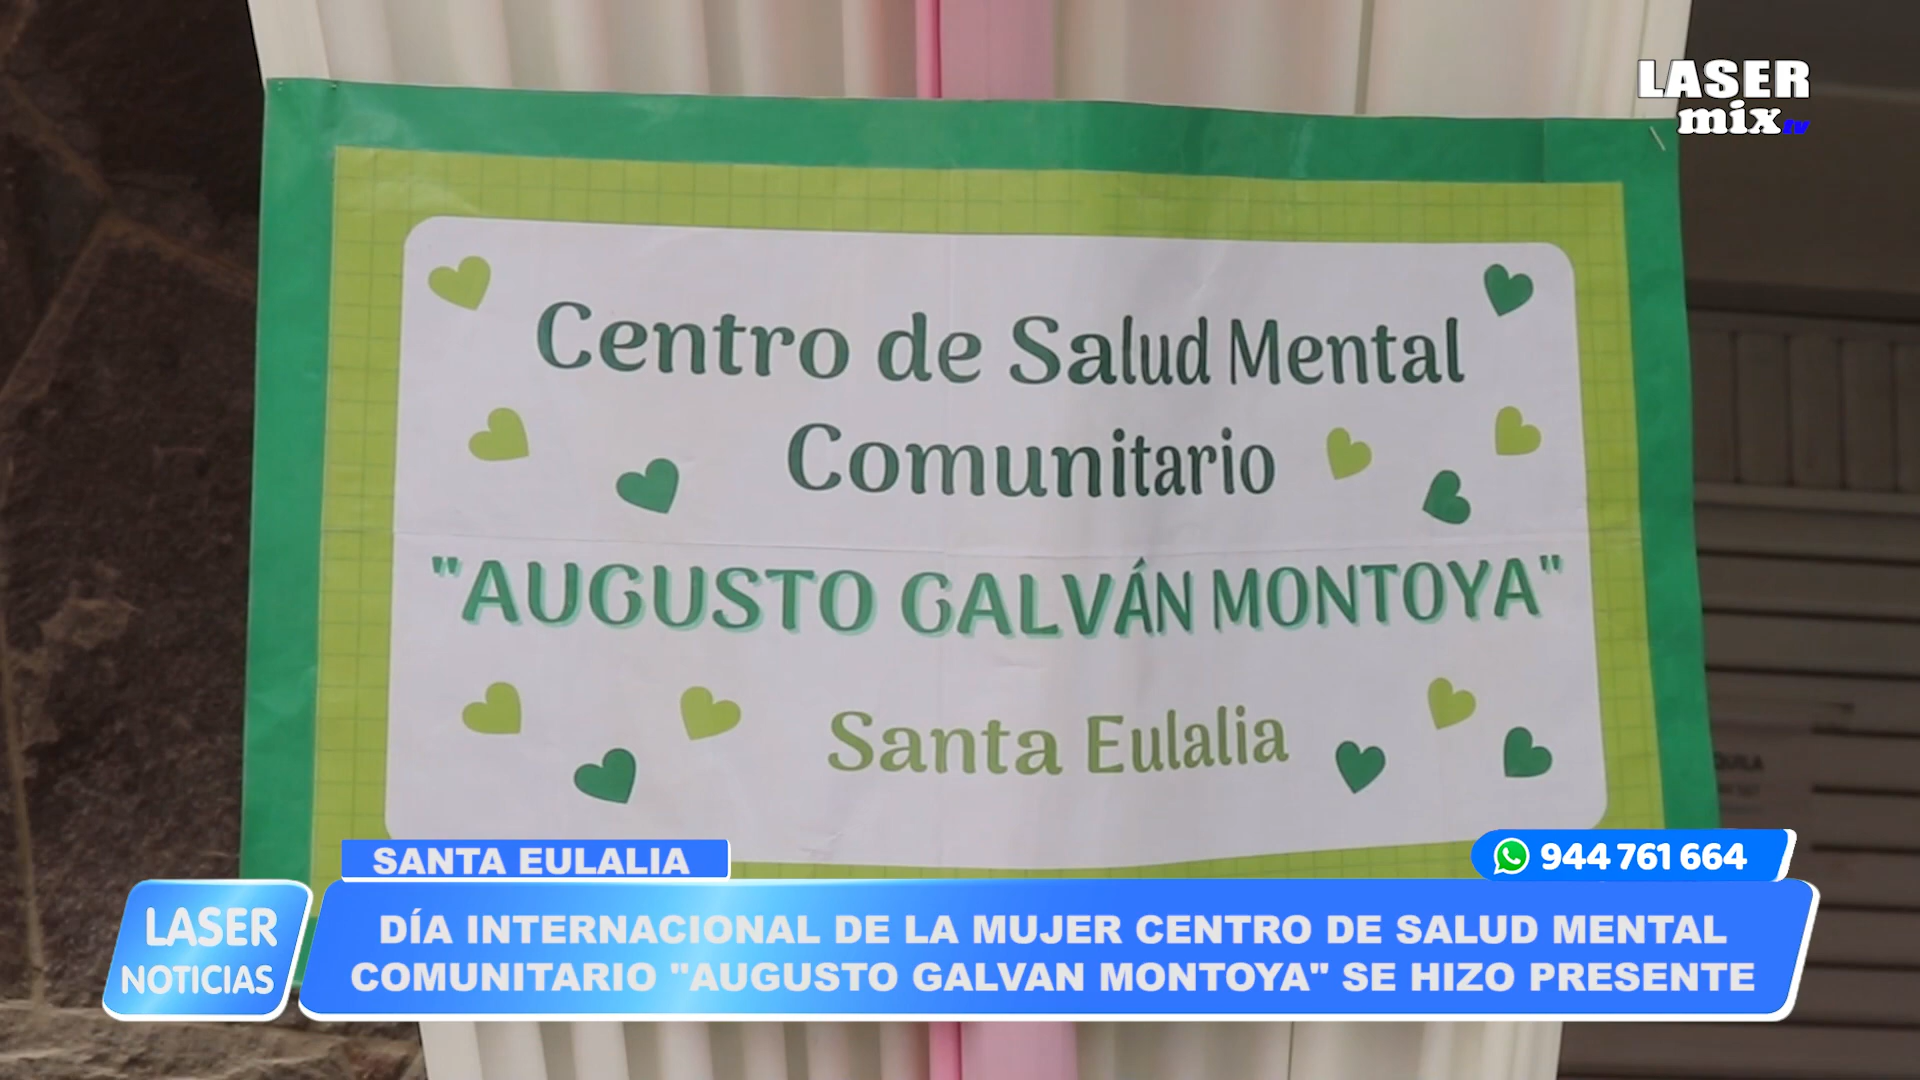 LASER
mix tv
Centro de Salud Mental
Comunitario
"AUGUSTO GALVÁN MONTOYA"
Santa Eulalia
SANTA EULALIA
944 761 664
LASER
NOTICIAS
DÍA INTERNACIONAL DE LA MUJER CENTRO DE SALUD MENTAL
COMUNITARIO "AUGUSTO GALVAN MONTOYA" SE HIZO PRESENTE